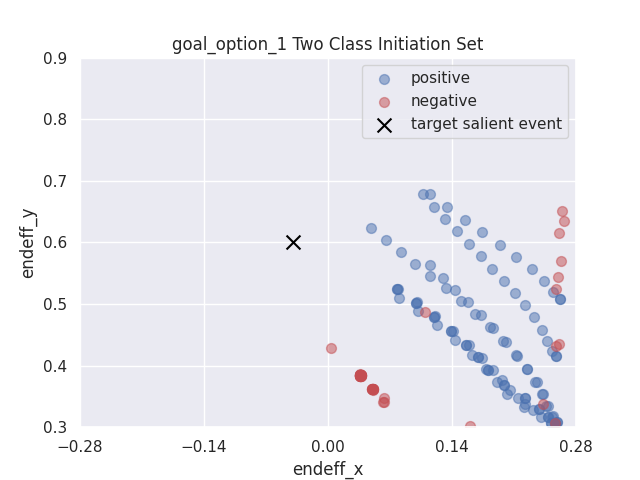 goal_option_1 Two Class Initiation Set
positive
negative
target salient event
0.9
0.8
0.7
0.6
0.5
0.4
0.3
endeff_y
−0.28
−0.14
0.00
0.14
0.28
endeff_x